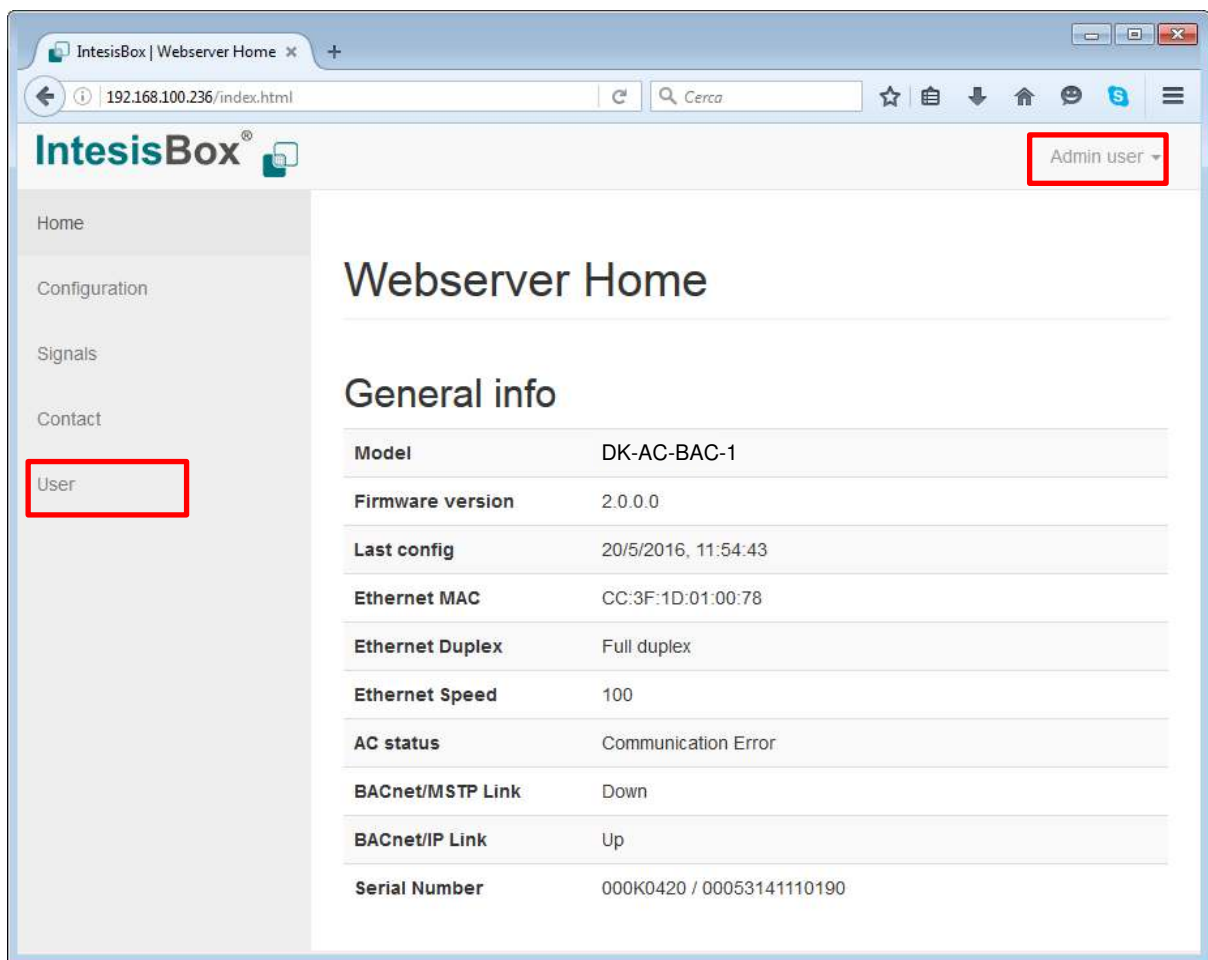 IntesisBox | Webserver Home
192.168.100.236/index.html
Cerca
IntesisBox®
Admin user
Home
Configuration
Signals
Contact
User
Webserver Home
General info
Model DK-AC-BAC-1
Firmware version 2.0.0.0
Last config 20/5/2016, 11:54:43
Ethernet MAC CC:3F:1D:01:00:78
Ethernet Duplex Full duplex
Ethernet Speed 100
AC status Communication Error
BACnet/MSTP Link Down
BACnet/IP Link Up
Serial Number 000K0420 / 00053141110190